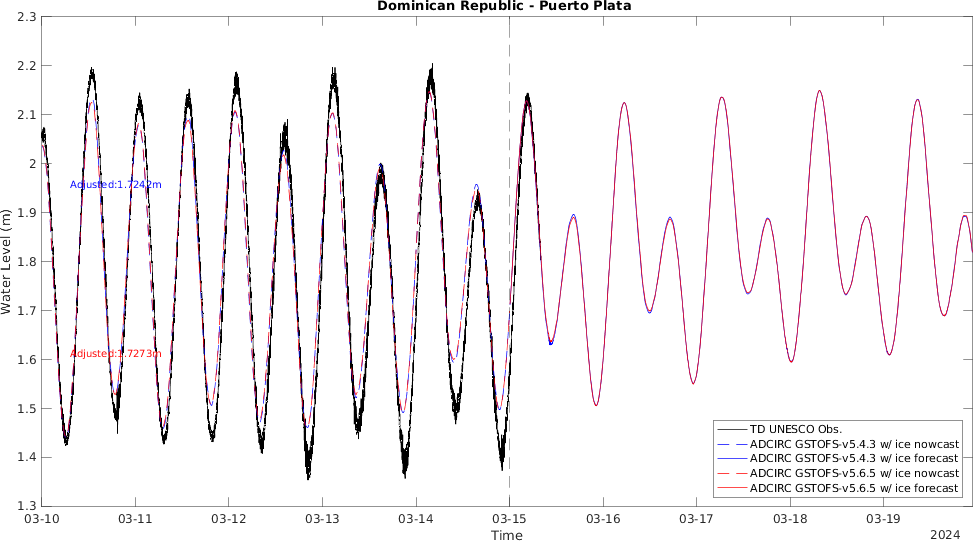 Dominican Republic - Puerto Plata
2.3
2.2
2.1
2
1.9
1.8
1.7
1.6
1.5
1.4
1.3
Water Level (m)
Adjusted:1.7242m
Adjusted:1.7273m
TD UNESCO Obs.
ADCIRC GSTOFS-v5.4.3 w/ ice nowcast
ADCIRC GSTOFS-v5.4.3 w/ ice forecast
ADCIRC GSTOFS-v5.6.5 w/ ice nowcast
ADCIRC GSTOFS-v5.6.5 w/ ice forecast
03-10 03-11 03-12 03-13 03-14 03-15 03-16 03-17 03-18 03-19
Time
2024